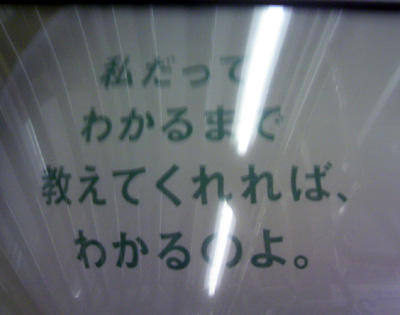 私だって
わかるまで
教えてくれれば、
わかるのよ。